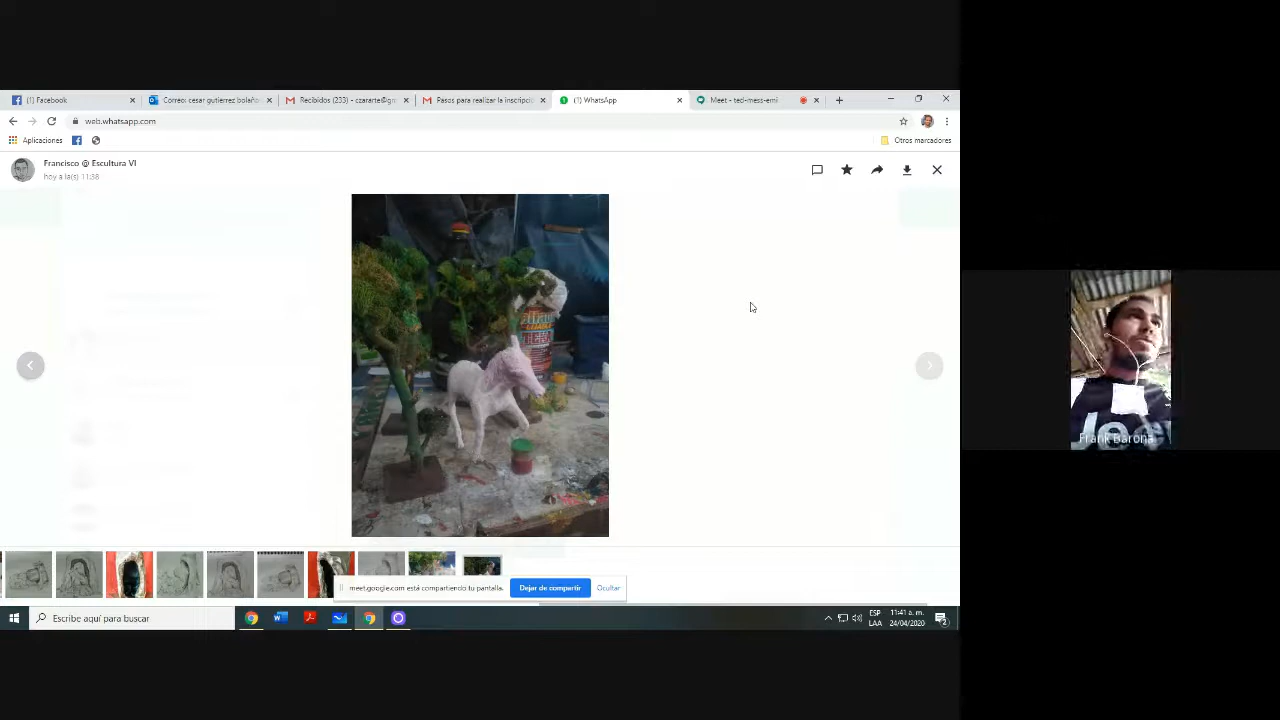 (1) Facebook
Correo: cesar gutierrez bolaño
Recibidos (233) - czararte@gm
Pasos para realizar la inscripció
(1) WhatsApp
Meet - ted-mess-emi
web.whatsapp.com
Aplicaciones
Otros marcadores
Francisco @ Escultura VI
hoy a la(s) 11:38
meet.google.com está compartiendo tu pantalla.
Dejar de compartir
Ocultar
Frank Barona
Escribe aquí para buscar
ESP
LAA
11:41 a. m.
24/04/2020
2